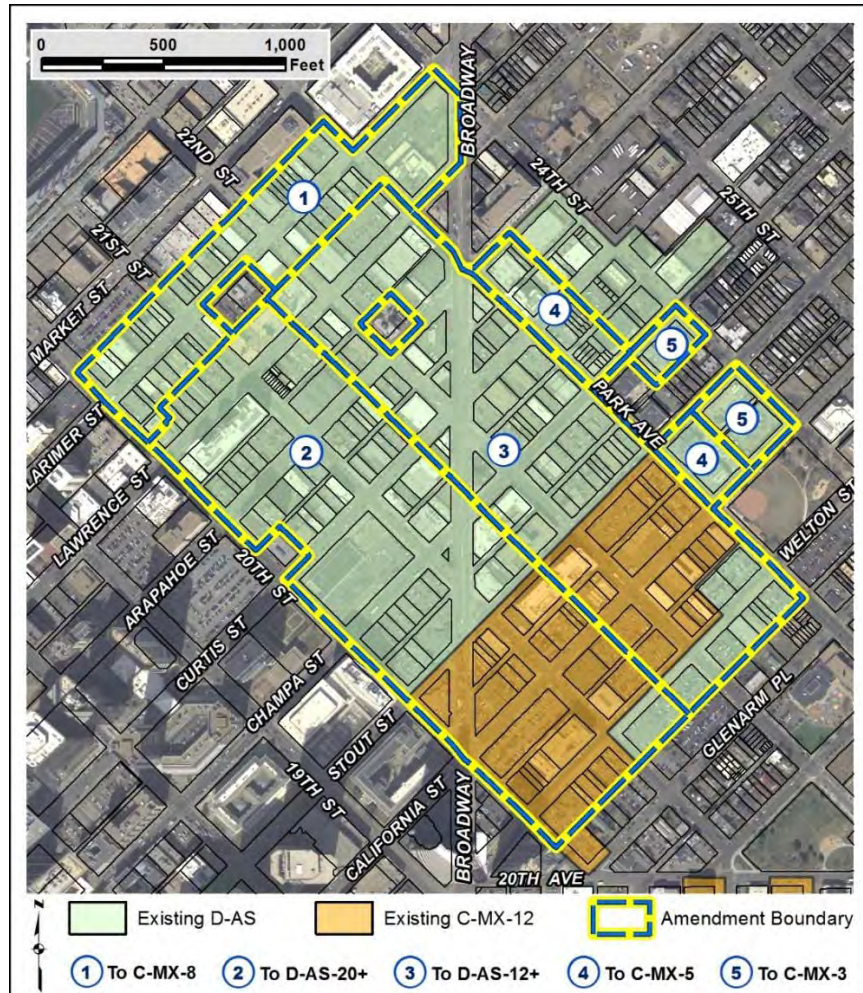 0 500 1,000
Feet
BROADWAY
22ND ST
24TH ST
25TH ST
1
21ST ST
MARKET ST
4
5
PARK AVE
5
LARIMER ST
2
3
4
LAWRENCE ST
WELTON ST
ARAPAHOE ST
20TH ST
CURTIS ST
CHAMPA ST
GLENARM PL
STOUT ST
19TH ST
CALIFORNIA ST
BROADWAY
20TH AVE
N
Existing D-AS
Existing C-MX-12
Amendment Boundary
1 To C-MX-8
2 To D-AS-20+
3 To D-AS-12+
4 To C-MX-5
5 To C-MX-3